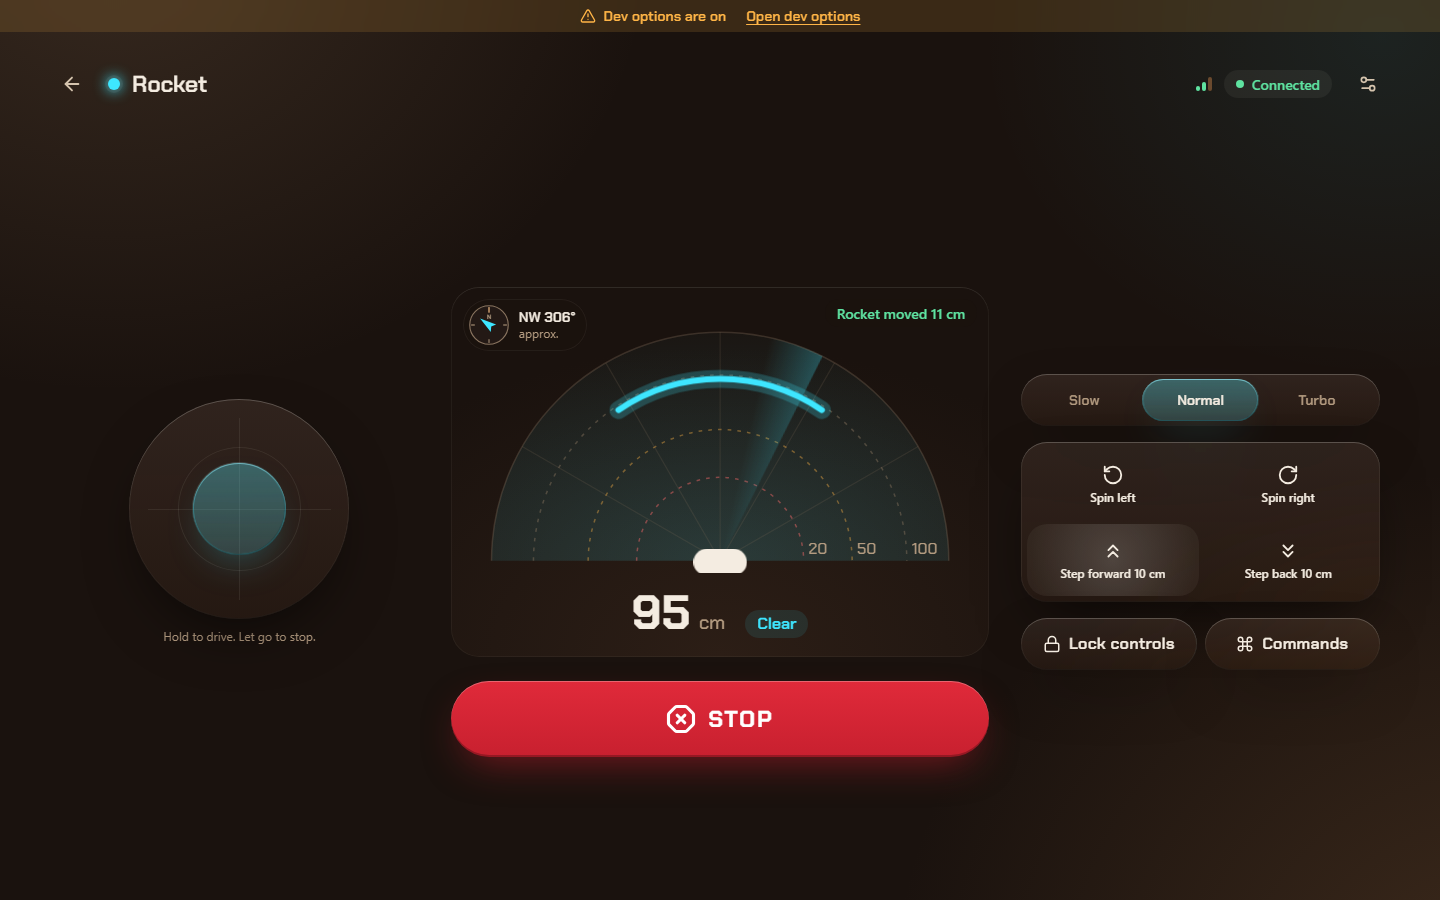 Dev options are on Open dev options
Rocket
Connected
N
NW 306°
approx.
Rocket moved 11 cm
20 50 100
95 cm Clear
Hold to drive. Let go to stop.
STOP
Slow Normal Turbo
Spin left Spin right
Step forward 10 cm Step back 10 cm
Lock controls Commands